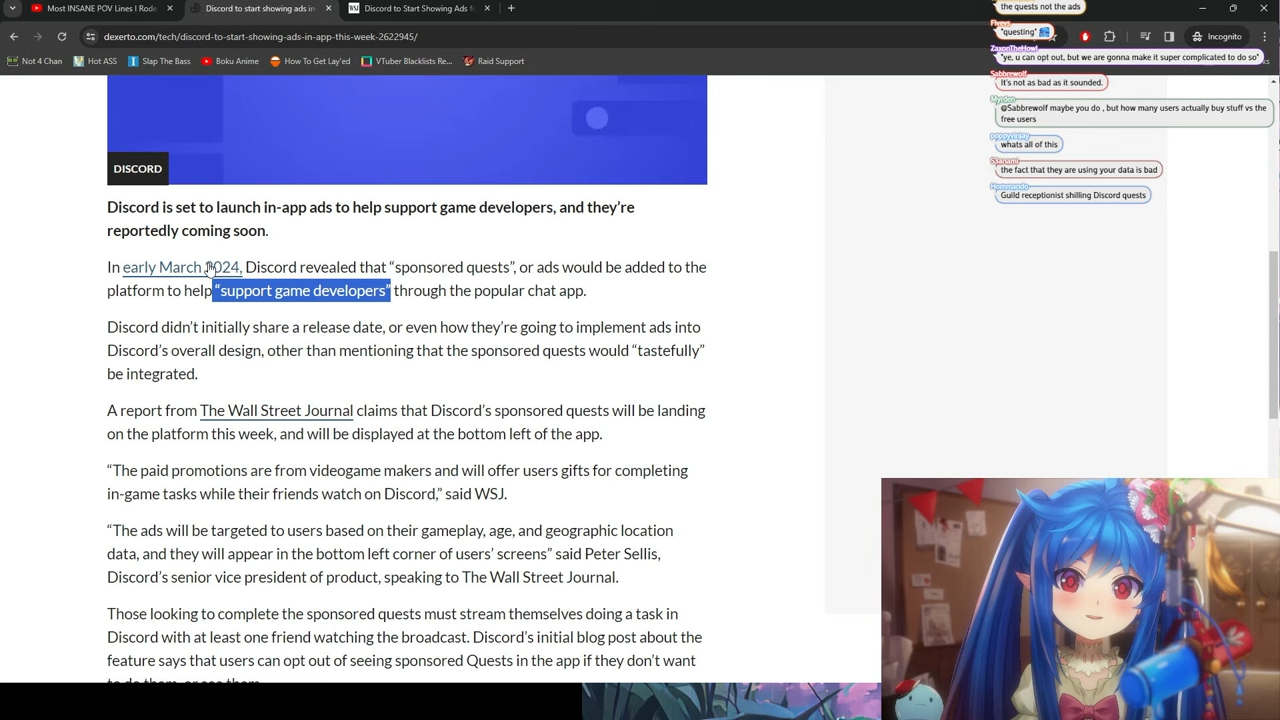 Most INSANE POV Lines I Rode
Discord to start showing ads in
Discord to Start Showing Ads f
deserto.com/tech/discord-to-start-showing-ads-in-app-this-week-2622945/
Incognito
Not 4 Chan
Hot ASS
Slap The Bass
Boku Anime
How To Get Lay'ed
VTuber Blacklists Re...
Raid Support
the quests not the ads
Fiveus
"questing"
ZaxonTheHowl
"ye, u can opt out, but we are gonna make it super complicated to do so"
Sabbrewolf
It's not as bad as it sounded.
@Sabbrewolf maybe you do , but how many users actually buy stuff vs the
free users
whats all of this
the fact that they are using your data is bad
Guild receptionist shilling Discord quests
DISCORD
Discord is set to launch in-app ads to help support game developers, and they're
reportedly coming soon.
In early March 2024, Discord revealed that “sponsored quests”, or ads would be added to the
platform to help “support game developers” through the popular chat app.
Discord didn't initially share a release date, or even how they're going to implement ads into
Discord's overall design, other than mentioning that the sponsored quests would “tastefully”
be integrated.
A report from The Wall Street Journal claims that Discord's sponsored quests will be landing
on the platform this week, and will be displayed at the bottom left of the app.
“The paid promotions are from videogame makers and will offer users gifts for completing
in-game tasks while their friends watch on Discord,” said WSJ.
“The ads will be targeted to users based on their gameplay, age, and geographic location
data, and they will appear in the bottom left corner of users' screens” said Peter Sellis,
Discord's senior vice president of product, speaking to The Wall Street Journal.
Those looking to complete the sponsored quests must stream themselves doing a task in
Discord with at least one friend watching the broadcast. Discord's initial blog post about the
feature says that users can opt out of seeing sponsored Quests in the app if they don't want
to do them, or see them.